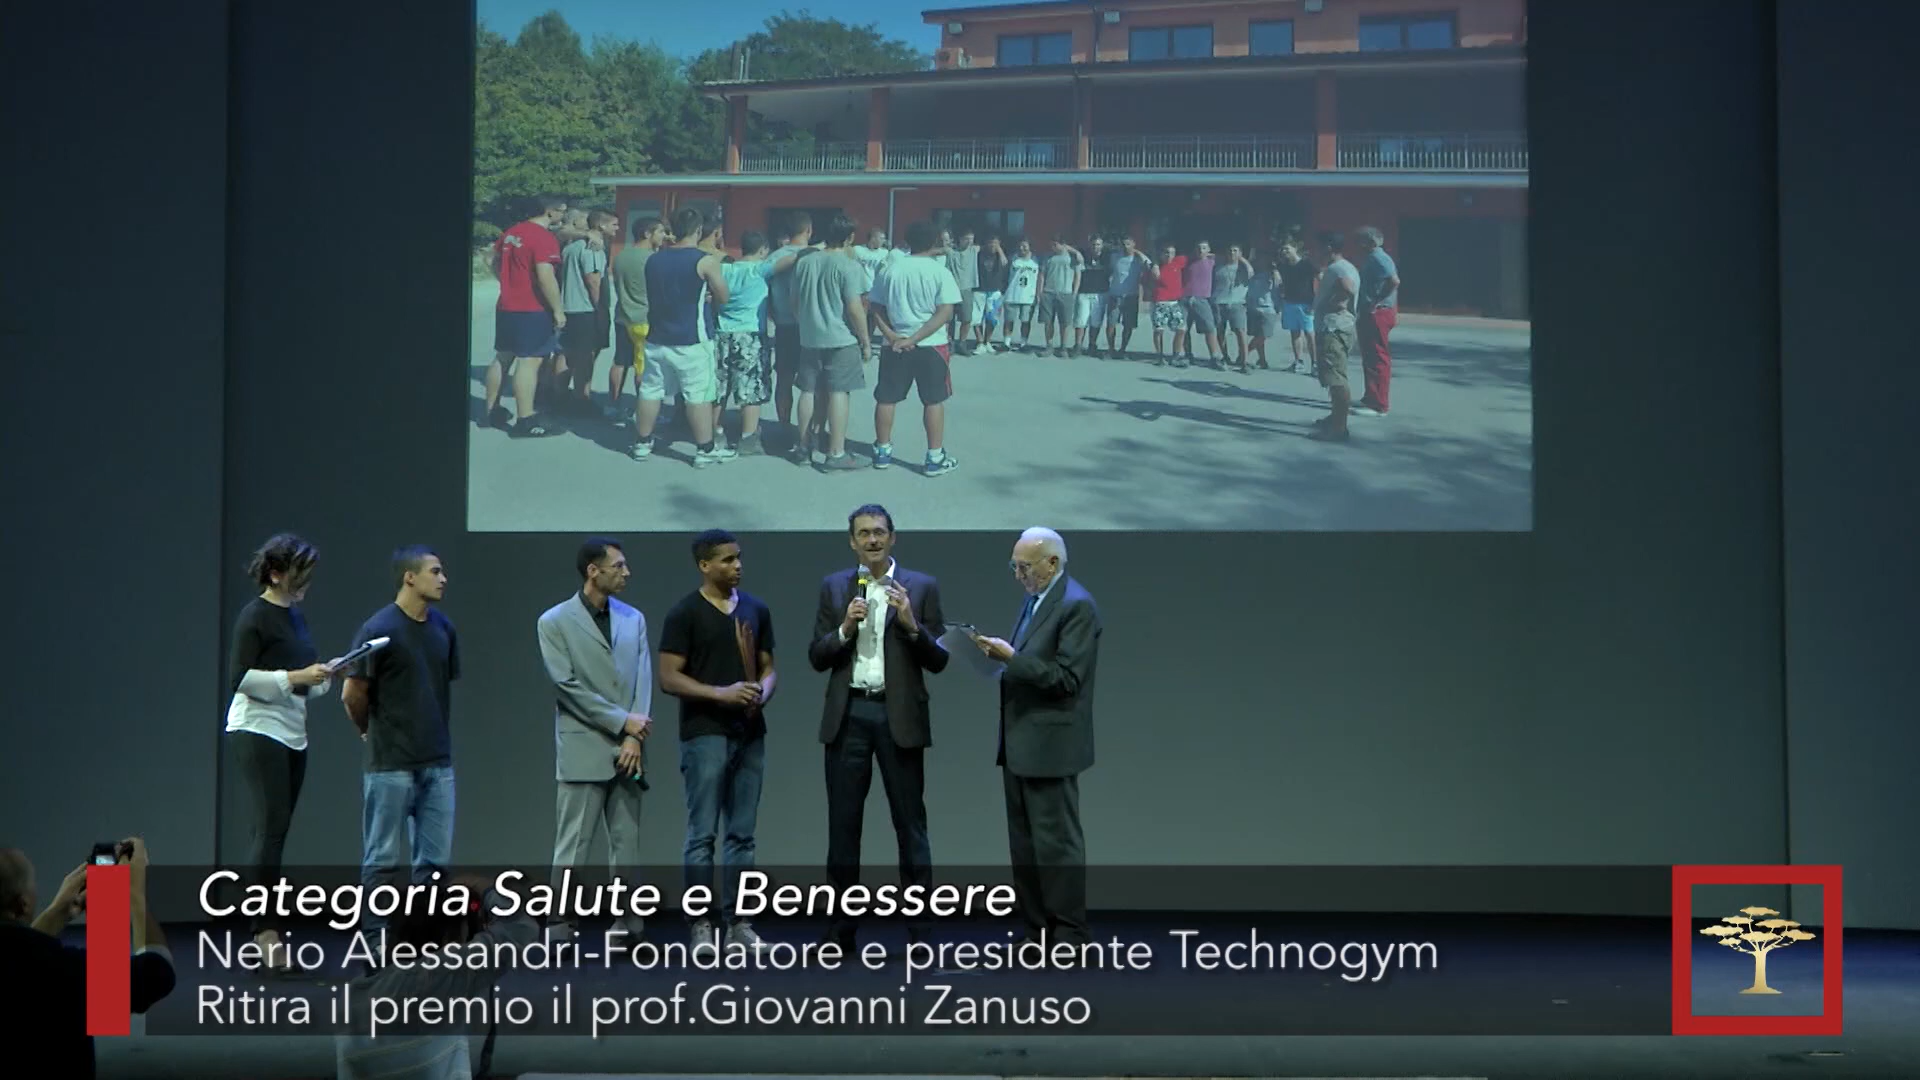 Categoria Salute e Benessere
Nerio Alessandri-Fondatore e presidente Technogym
Ritira il premio il prof.Giovanni Zanuso